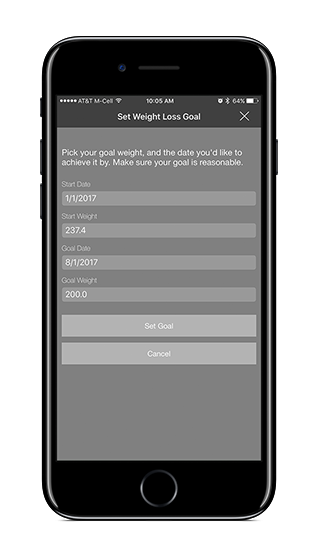 AT&T M-Cell 10:05 AM 64%
Set Weight Loss Goal
Pick your goal weight, and the date you'd like to
achieve it by. Make sure your goal is reasonable.
Start Date
1/1/2017
Start Weight
237.4
Goal Date
8/1/2017
Goal Weight
200.0
Set Goal
Cancel